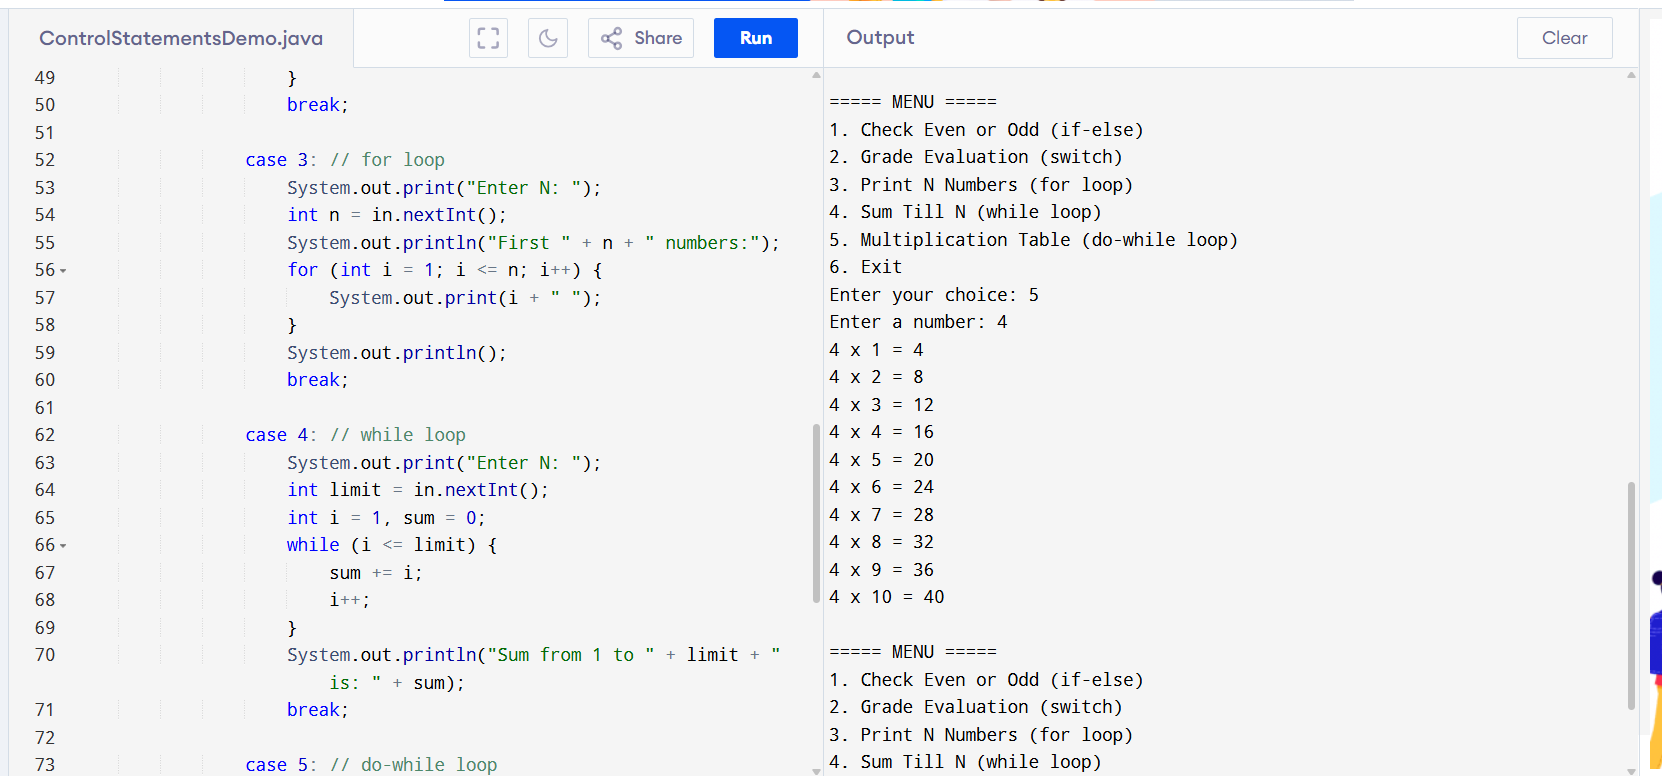 ControlStatementsDemo.java
Share
Run
49 }
50 break;
51
52 case 3: // for loop
53 System.out.print("Enter N: ");
54 int n = in.nextInt();
55 System.out.println("First " + n + " numbers:");
56 for (int i = 1; i <= n; i++) {
57 System.out.print(i + " ");
58 }
59 System.out.println();
60 break;
61
62 case 4: // while loop
63 System.out.print("Enter N: ");
64 int limit = in.nextInt();
65 int i = 1, sum = 0;
66 while (i <= limit) {
67 sum += i;
68 i++;
69 }
70 System.out.println("Sum from 1 to " + limit + "
is: " + sum);
71 break;
72
73 case 5: // do-while loop
Output
Clear
===== MENU =====
1. Check Even or Odd (if-else)
2. Grade Evaluation (switch)
3. Print N Numbers (for loop)
4. Sum Till N (while loop)
5. Multiplication Table (do-while loop)
6. Exit
Enter your choice: 5
Enter a number: 4
4 x 1 = 4
4 x 2 = 8
4 x 3 = 12
4 x 4 = 16
4 x 5 = 20
4 x 6 = 24
4 x 7 = 28
4 x 8 = 32
4 x 9 = 36
4 x 10 = 40
===== MENU =====
1. Check Even or Odd (if-else)
2. Grade Evaluation (switch)
3. Print N Numbers (for loop)
4. Sum Till N (while loop)